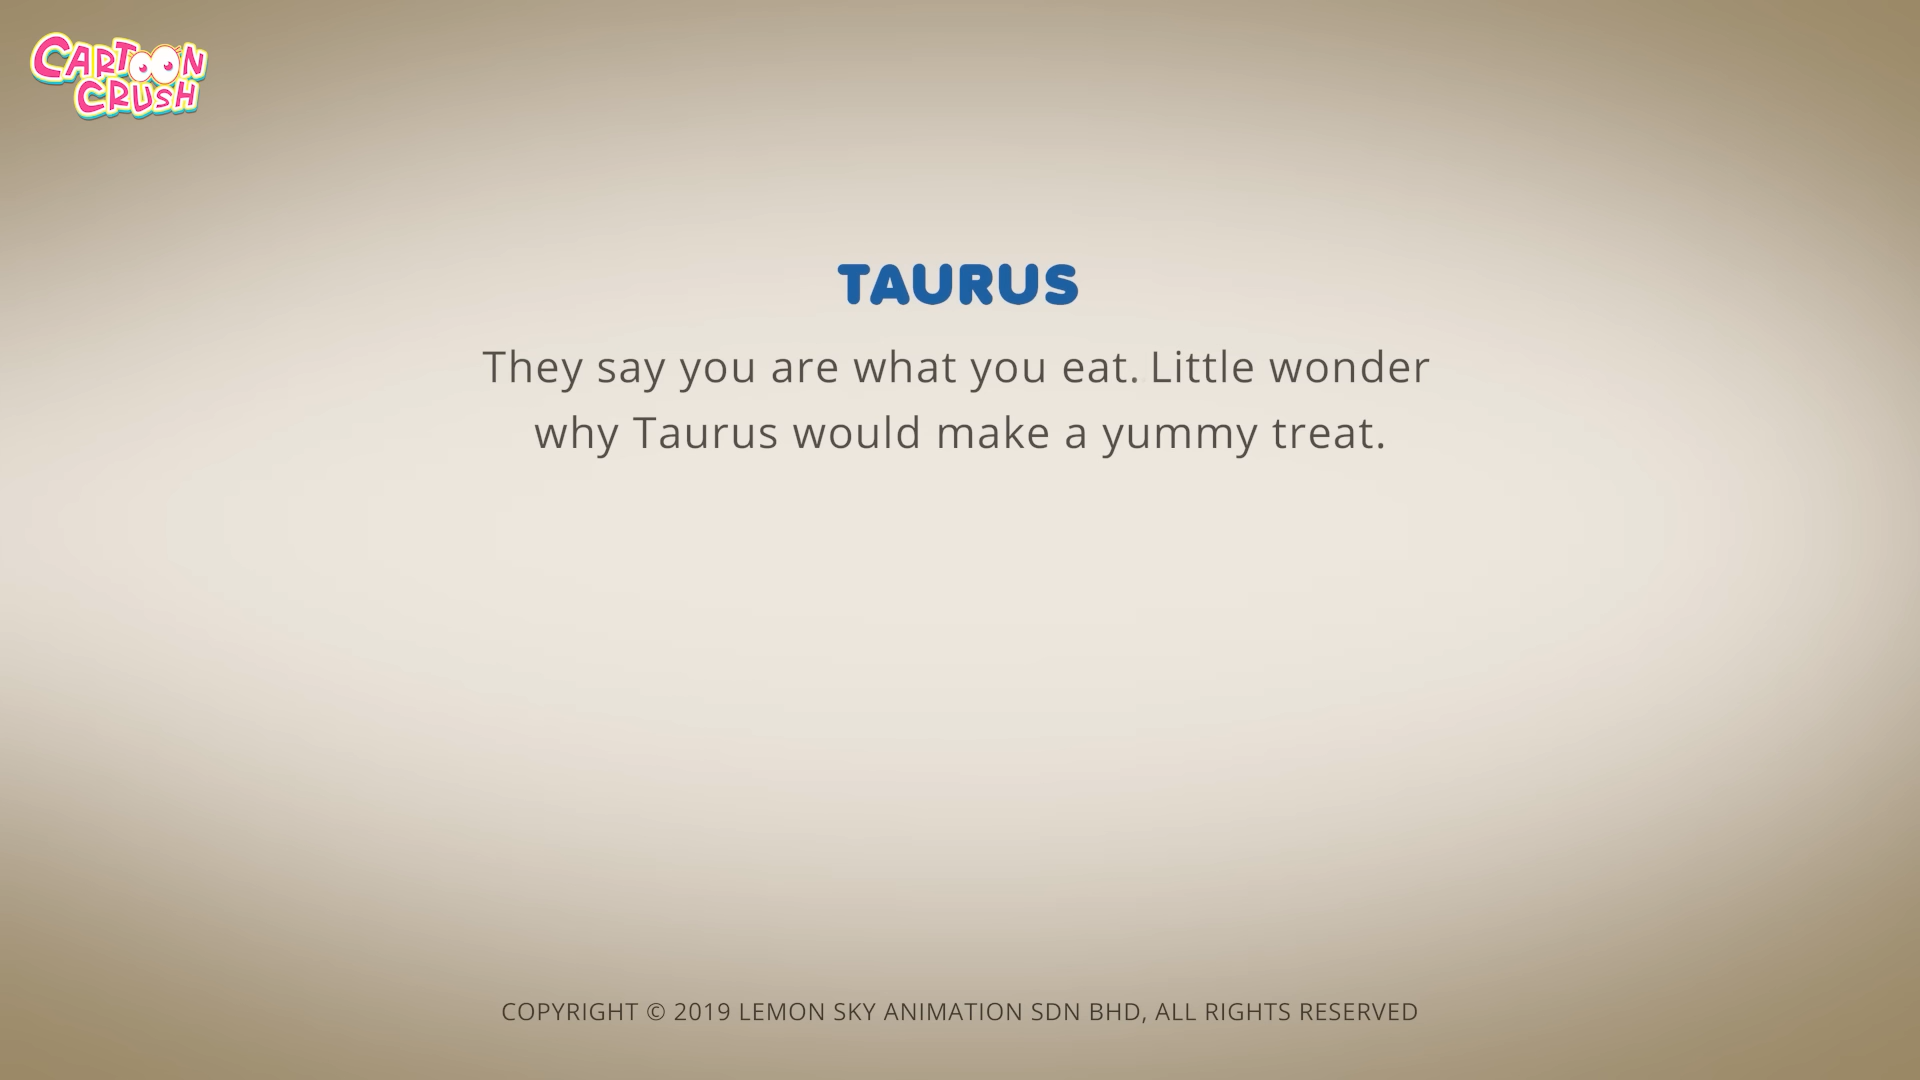 CARTOON
CRUSH
TAURUS
They say you are what you eat. Little wonder
why Taurus would make a yummy treat.
COPYRIGHT © 2019 LEMON SKY ANIMATION SDN BHD, ALL RIGHTS RESERVED